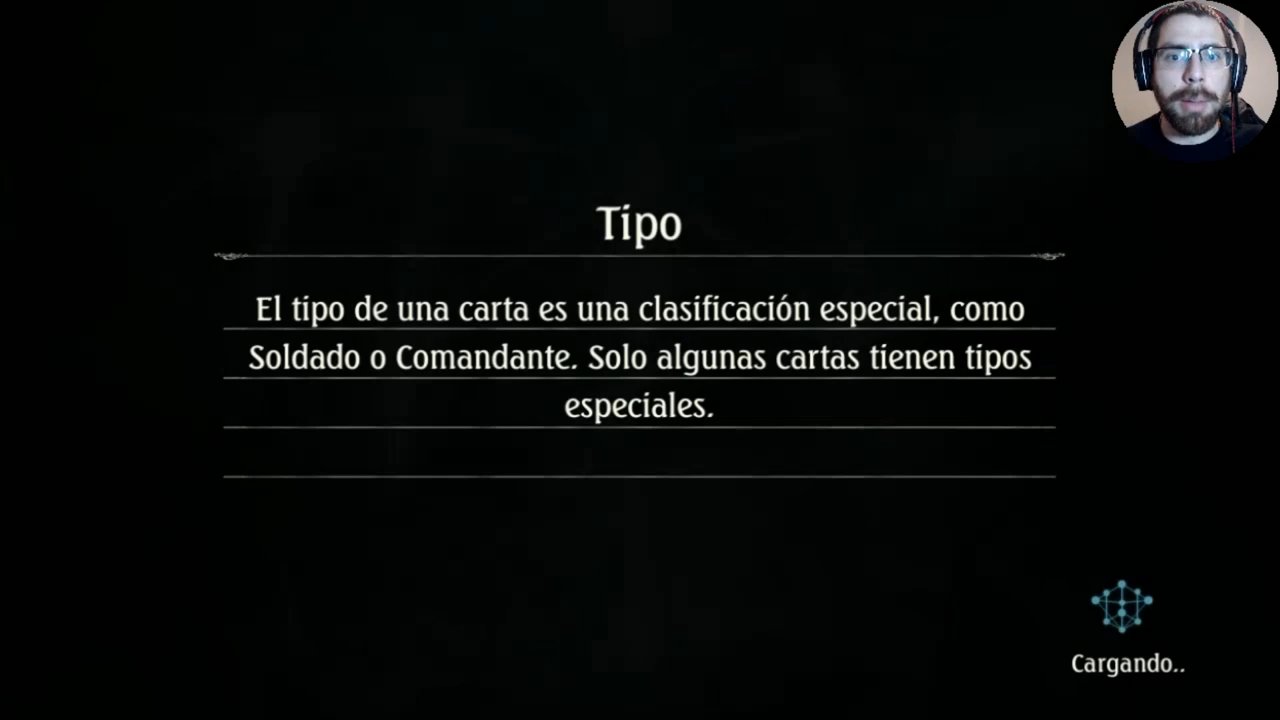 Tipo
El tipo de una carta es una clasificación especial, como
Soldado o Comandante. Solo algunas cartas tienen tipos
especiales.
Cargando..